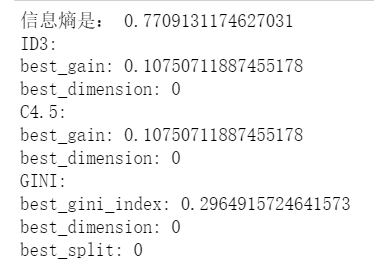 信息熵是： 0.7709131174627031
ID3:
best_gain: 0.10750711887455178
best_dimension: 0
C4.5:
best_gain: 0.10750711887455178
best_dimension: 0
GINI:
best_gini_index: 0.2964915724641573
best_dimension: 0
best_split: 0